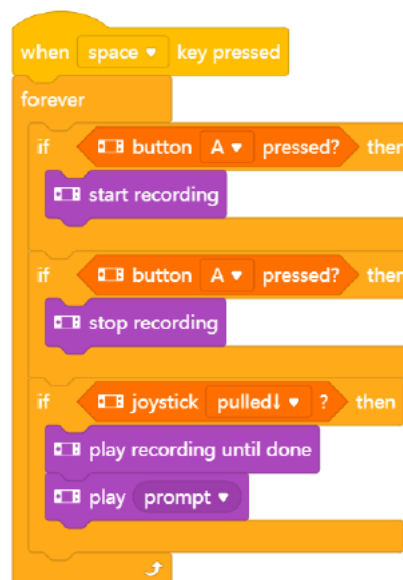 when space key pressed
forever
if button A pressed? then
start recording
if button A pressed? then
stop recording
if joystick pulled↓ ? then
play recording until done
play prompt